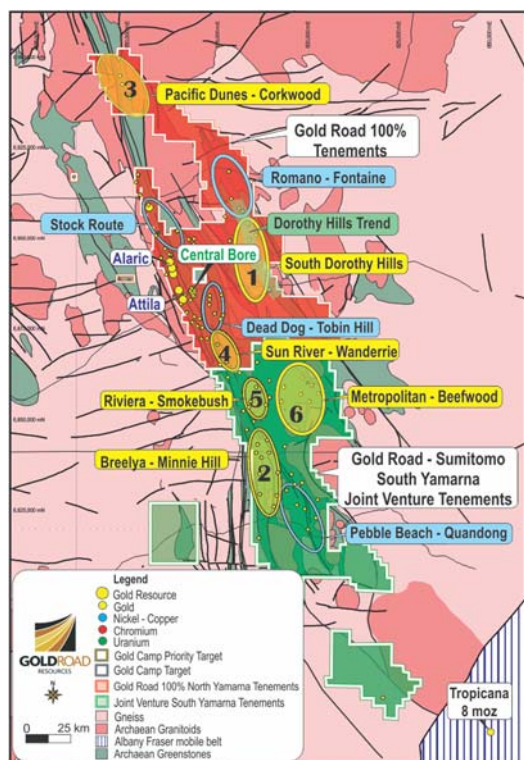 3
Pacific Dunes - Corkwood
Gold Road 100%
Tenements
Romano - Fontaine
Stock Route
Dorothy Hills Trend
Central Bore
Alaric
1
South Dorothy Hills
Attila
Dead Dog - Tobin Hill
4
Sun River - Wanderrie
Riviera - Smokebush
5
6
Metropolitan - Beefwood
Breelya - Minnie Hill
2
Gold Road - Sumitomo
South Yamarna
Joint Venture Tenements
Pebble Beach - Quandong
Legend
Gold Resource
Gold
Nickel - Copper
Chromium
Uranium
Gold Camp Priority Target
Gold Camp Target
Gold Road 100% North Yamarna Tenements
Joint Venture South Yamarna Tenements
Gneiss
Archaean Granitoids
Albany Fraser mobile belt
Archaean Greenstones
GOLDROAD
RESOURCES
0 25 km
Tropicana
8 moz